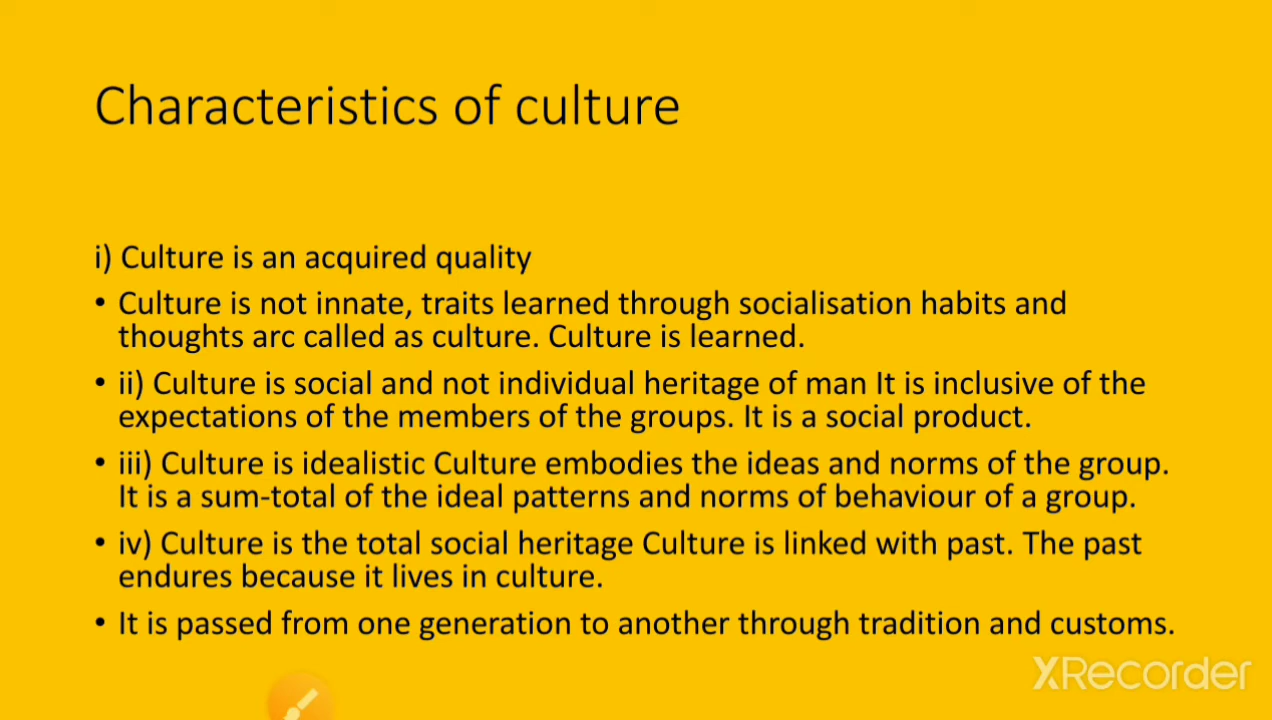 Characteristics of culture
i) Culture is an acquired quality
• Culture is not innate, traits learned through socialisation habits and
thoughts arc called as culture. Culture is learned.
• ii) Culture is social and not individual heritage of man It is inclusive of the
expectations of the members of the groups. It is a social product.
• iii) Culture is idealistic Culture embodies the ideas and norms of the group.
It is a sum-total of the ideal patterns and norms of behaviour of a group.
• iv) Culture is the total social heritage Culture is linked with past. The past
endures because it lives in culture.
• It is passed from one generation to another through tradition and customs.
XRecorder